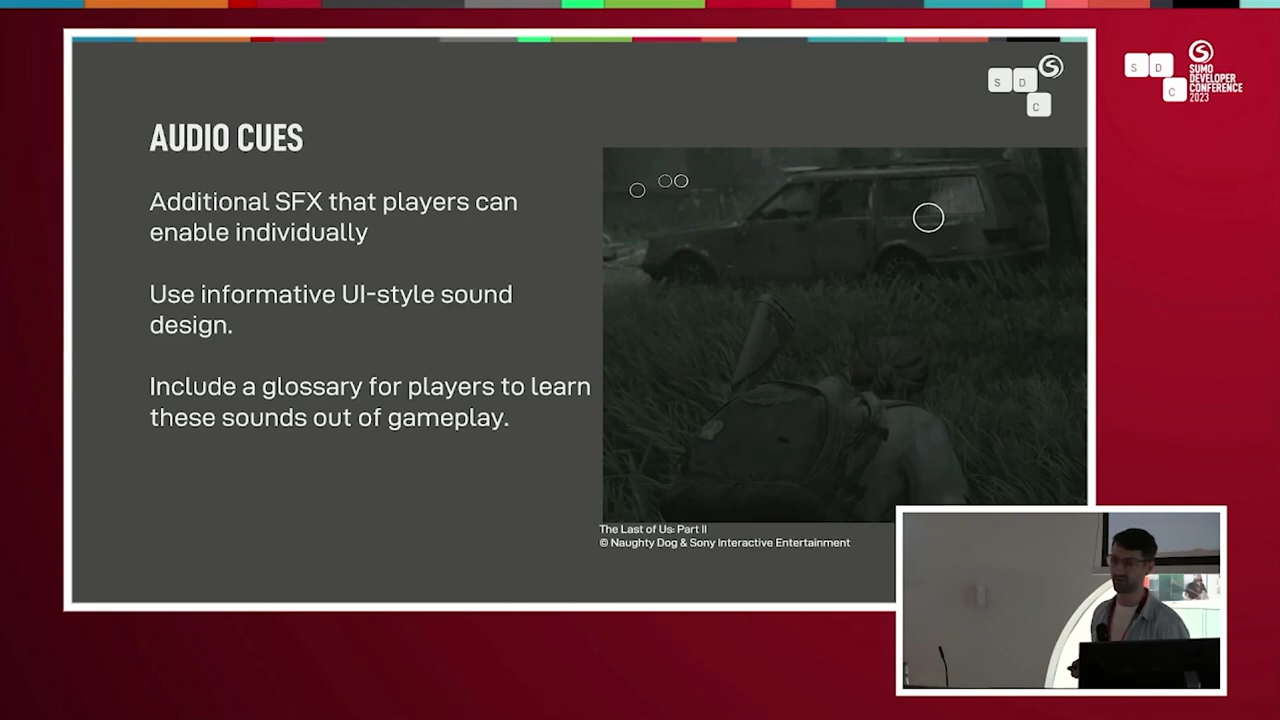 S D
C
SUMO
DEVELOPER
CONFERENCE
2023
S D
C
AUDIO CUES
Additional SFX that players can
enable individually
Use informative UI-style sound
design.
Include a glossary for players to learn
these sounds out of gameplay.
The Last of Us: Part II
© Naughty Dog & Sony Interactive Entertainment